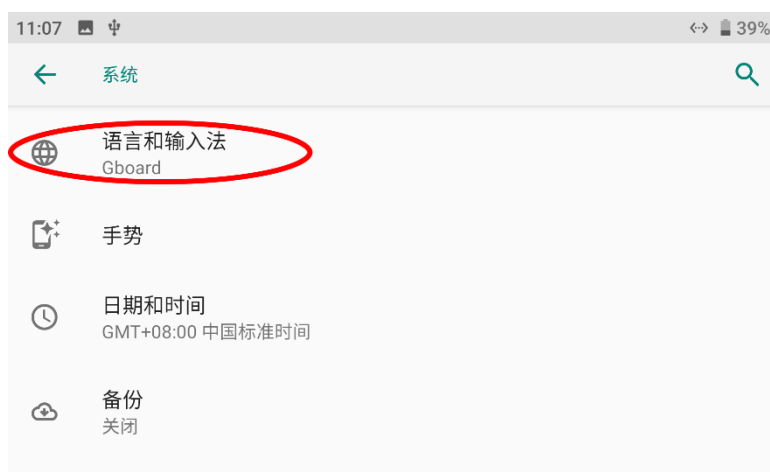 11:07 39%
系统
语言和输入法
Gboard
手势
日期和时间
GMT+08:00 中国标准时间
备份
关闭